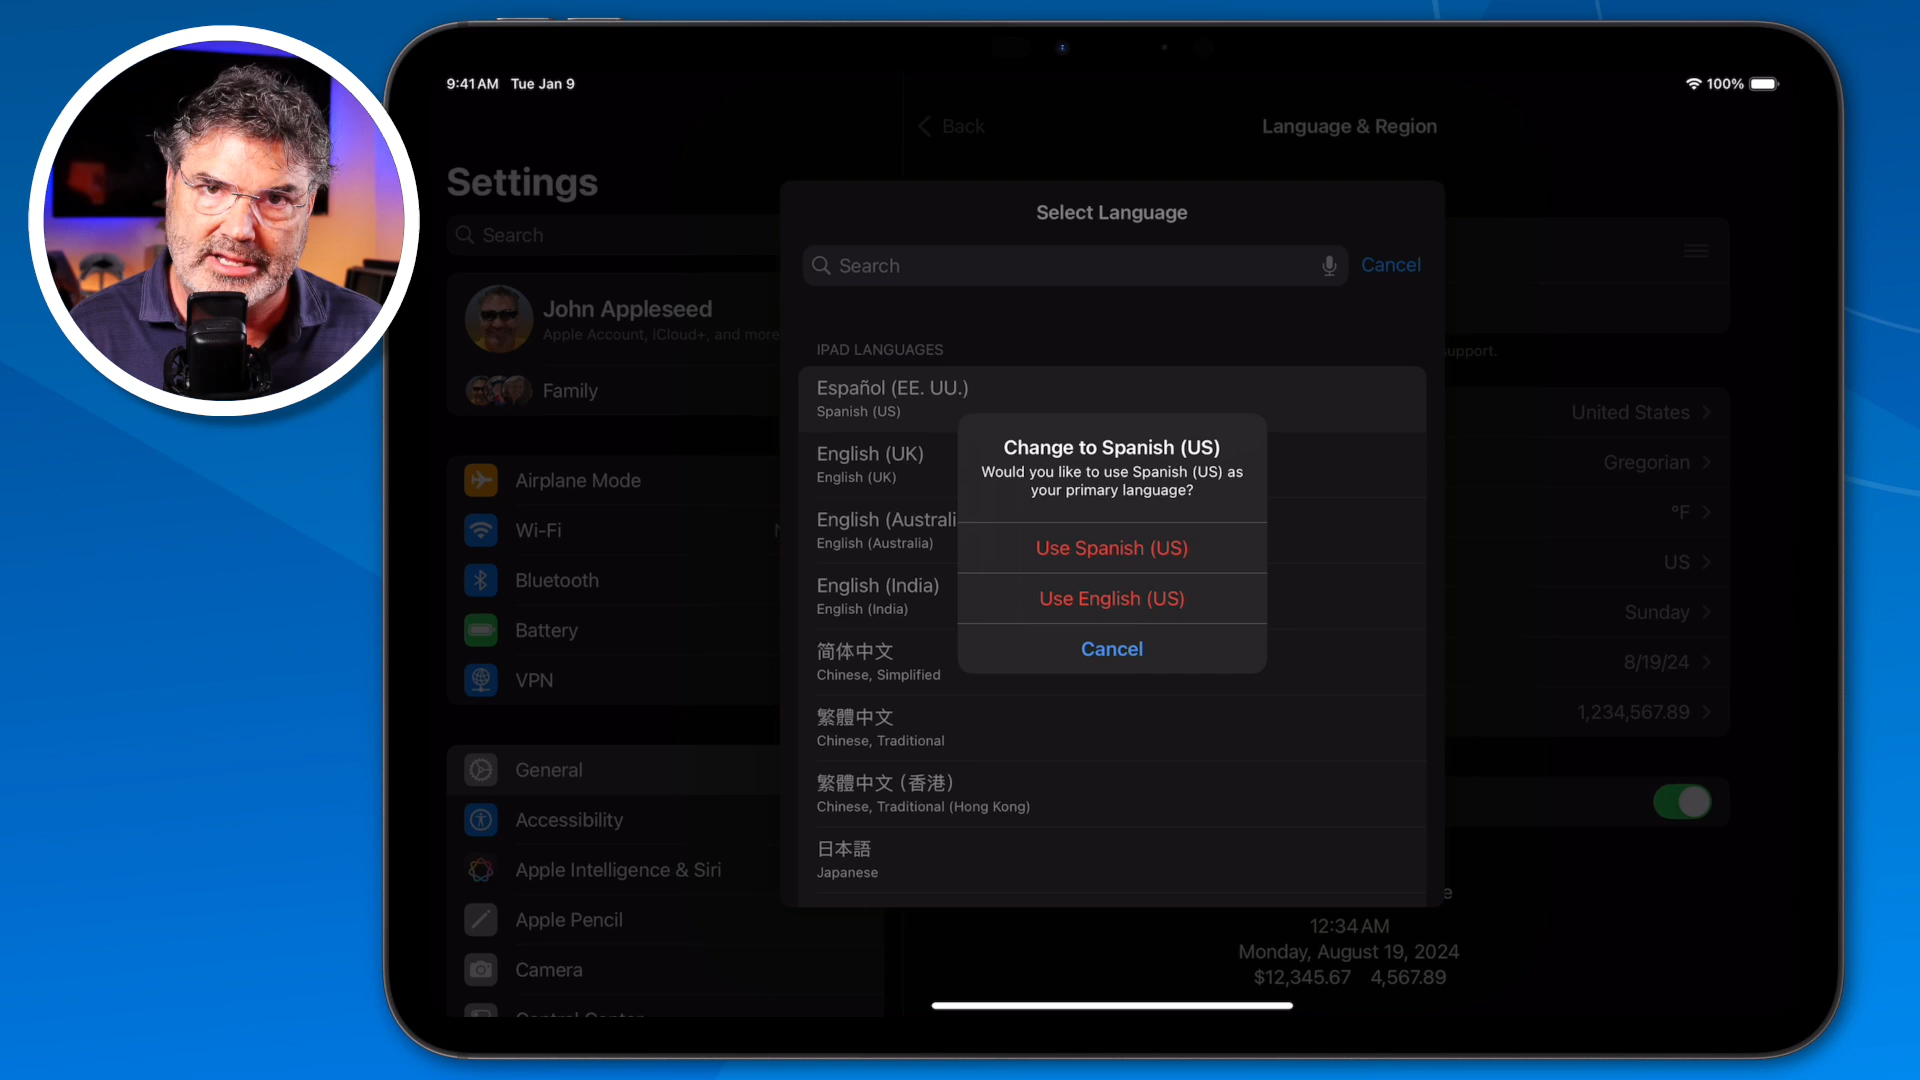 9:41 AM Tue Jan 9
100%
Settings
Search
John Appleseed
Apple Account, iCloud+, and more
Family
Airplane Mode
Wi-Fi
Bluetooth
Battery
VPN
General
Accessibility
Apple Intelligence & Siri
Apple Pencil
Camera
Control Center
Back
Language & Region
upport.
United States
Gregorian
°F
US
Sunday
8/19/24
1,234,567.89
e
12:34 AM
Monday, August 19, 2024
$12,345.67 4,567.89
Select Language
Search
Cancel
IPAD LANGUAGES
Español (EE. UU.)
Spanish (US)
English (UK)
English (UK)
English (Australi
English (Australia)
English (India)
English (India)
简体中文
Chinese, Simplified
繁體中文
Chinese, Traditional
繁體中文 (香港)
Chinese, Traditional (Hong Kong)
日本語
Japanese
Change to Spanish (US)
Would you like to use Spanish (US) as
your primary language?
Use Spanish (US)
Use English (US)
Cancel